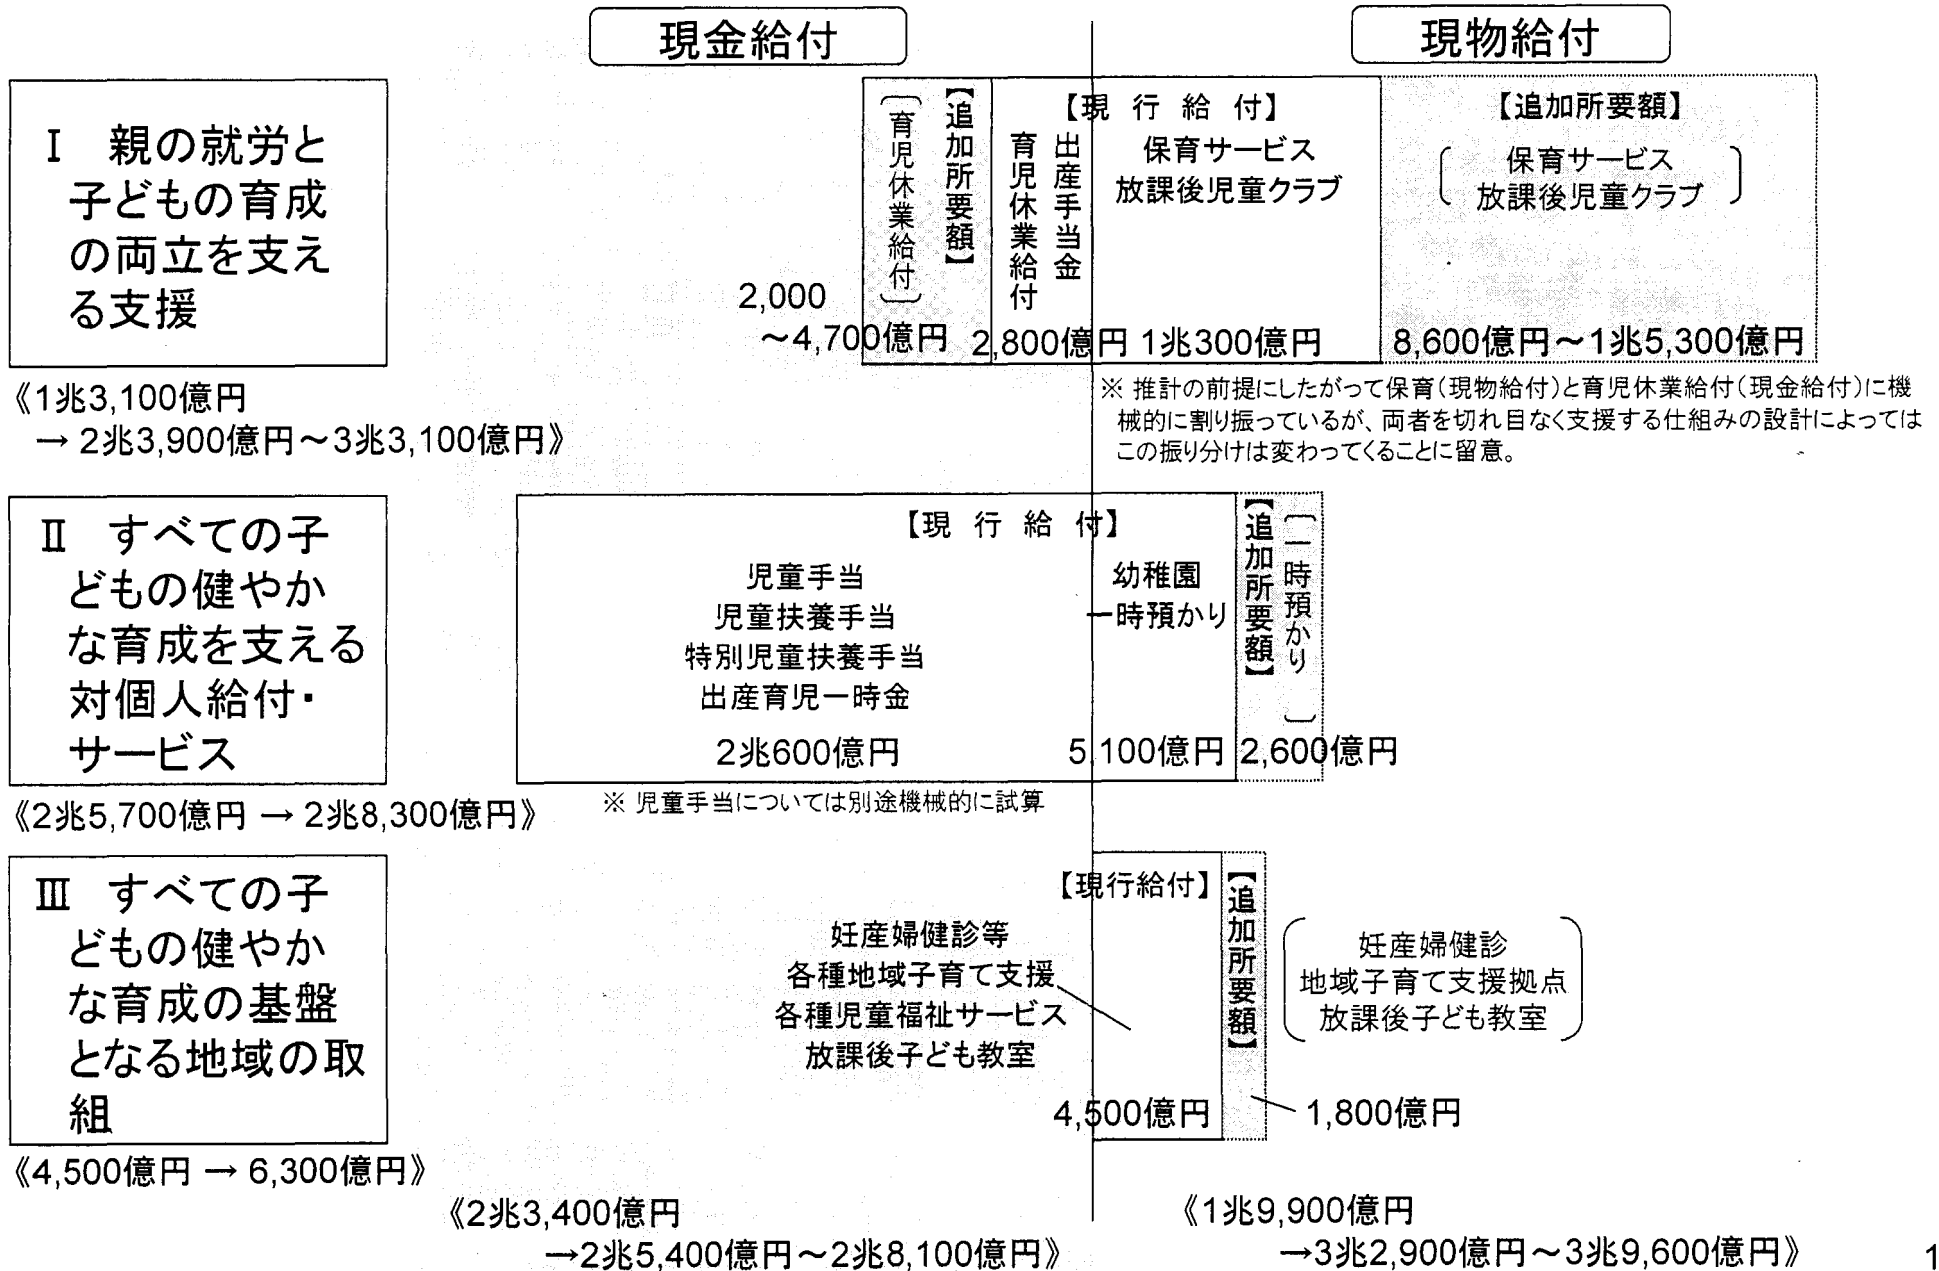 現金給付
現物給付
Ⅰ 親の就労と
子どもの育成
の両立を支え
る支援
〔育児休業給付〕
【追加所要額】
2,000
～4,700億円
【現 行 給 付】
育児休業給付
出産手当金
2,800億円
保育サービス
放課後児童クラブ
1兆300億円
【追加所要額】
保育サービス
放課後児童クラブ
8,600億円～1兆5,300億円
《1兆3,100億円
→ 2兆3,900億円～3兆3,100億円》
※ 推計の前提にしたがって保育(現物給付)と育児休業給付(現金給付)に機
械的に割り振っているが、両者を切れ目なく支援する仕組みの設計によっては
この振り分けは変わってくることに留意。
Ⅱ すべての子
どもの健やか
な育成を支える
対個人給付・
サービス
【現 行 給 付】
児童手当
児童扶養手当
特別児童扶養手当
出産育児一時金
2兆600億円
幼稚園
一時預かり
5,100億円
【追加所要額】
〔一時預かり〕
2,600億円
《2兆5,700億円 → 2兆8,300億円》
※ 児童手当については別途機械的に試算
Ⅲ すべての子
どもの健やか
な育成の基盤
となる地域の取
組
【現行給付】
妊産婦健診等
各種地域子育て支援
各種児童福祉サービス
放課後子ども教室
4,500億円
【追加所要額】
妊産婦健診
地域子育て支援拠点
放課後子ども教室
1,800億円
《4,500億円 → 6,300億円》
《2兆3,400億円
→2兆5,400億円～2兆8,100億円》
《1兆9,900億円
→3兆2,900億円～3兆9,600億円》
1